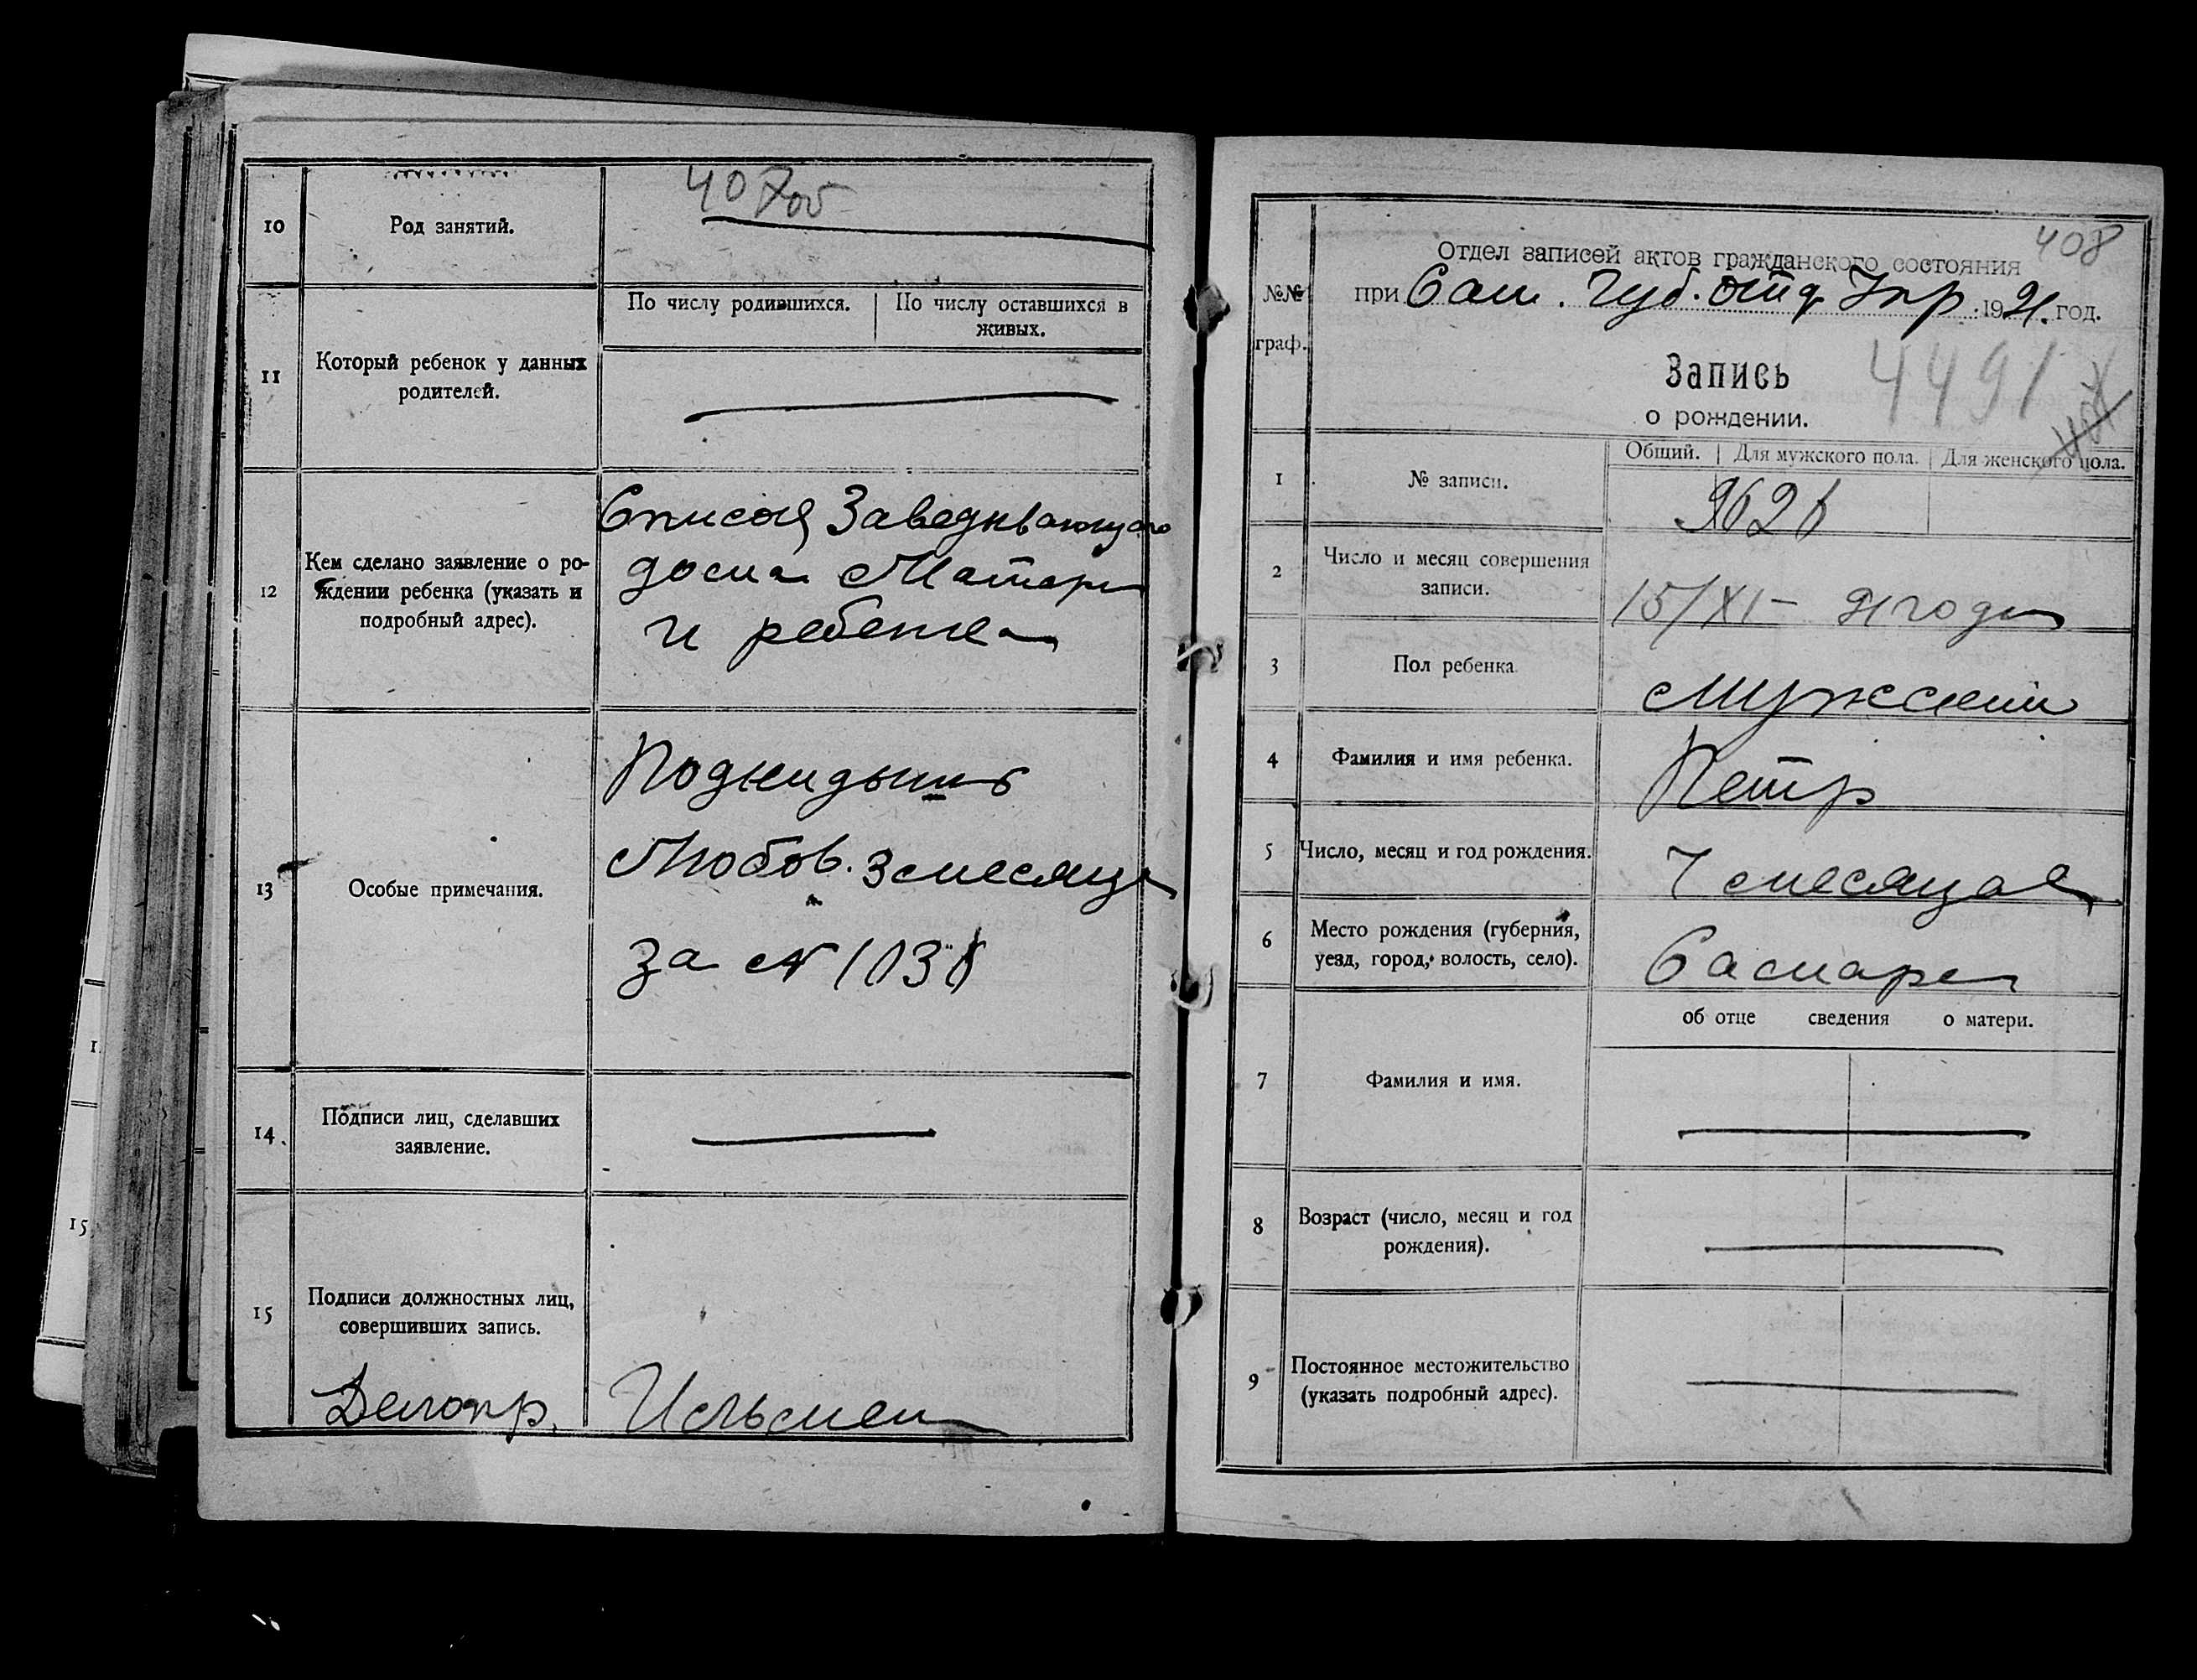 407 об
10 Род занятий.
11 Который ребенок у данных родителей.
По числу родившихся. По числу оставшихся в живых.
12 Кем сделано заявление о рождении ребенка (указать и подробный адрес).
Список Заведывающего
дома Матери
и ребенка
13 Особые примечания.
Подкидыш
Любов. 3 месяца
за №
14. Подписи лиц, сделавших заявление.
15 Подписи должностных лиц, совершивших запись.
Делопр.
15
408
Отдел записей актов гражданского состояния
при Сам. Губ. отд. Упр. 1921. год.
№№ граф.
Запись
4491
о рождении.
1 № записи.
Общий. Для мужского пола. Для женского пола.
2 Число и месяц совершения записи.
15/XI - 21 года
3 Пол ребенка
Мужской
4 Фамилия и имя ребенка.
Петр
5 Число, месяц и год рождения.
7 месяцов
6 Место рождения (губерния, уезд, город, волость, село).
Самара
об отце сведения о матери.
7 Фамилия и имя.
8 Возраст (число, месяц и год рождения).
9 Постоянное местожительство (указать подробный адрес).